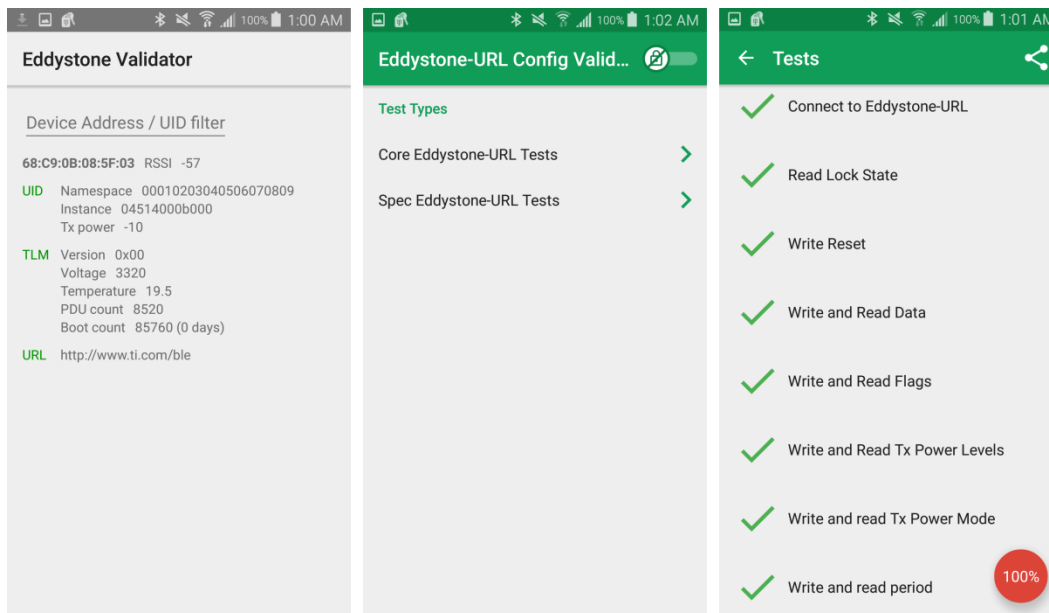 100% 1:00 AM
Eddystone Validator
Device Address / UID filter
68:C9:0B:08:5F:03 RSSI -57
UID Namespace 00010203040506070809
Instance 04514000b000
Tx power -10
TLM Version 0x00
Voltage 3320
Temperature 19.5
PDU count 8520
Boot count 85760 (0 days)
URL http://www.ti.com/ble
100% 1:02 AM
Eddystone-URL Config Valid...
Test Types
Core Eddystone-URL Tests
Spec Eddystone-URL Tests
100% 1:01 AM
Tests
Connect to Eddystone-URL
Read Lock State
Write Reset
Write and Read Data
Write and Read Flags
Write and Read Tx Power Levels
Write and read Tx Power Mode
Write and read period
100%